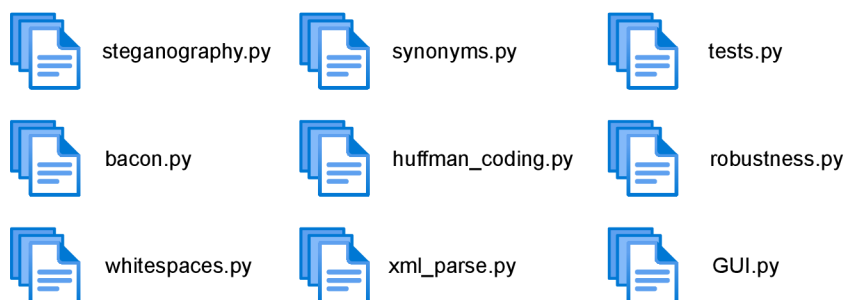 steganography.py
synonyms.py
tests.py
bacon.py
huffman_coding.py
robustness.py
whitespaces.py
xml_parse.py
GUI.py